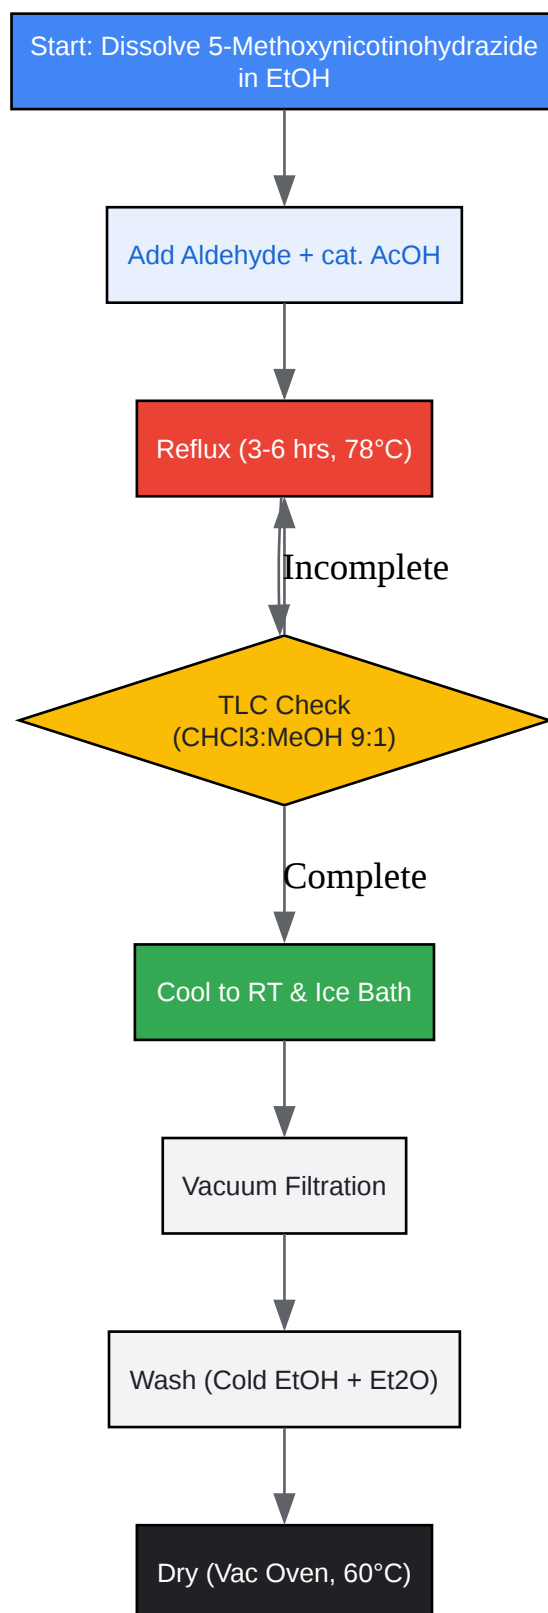 Start: Dissolve 5-Methoxynicotinohydrazide
in EtOH
Add Aldehyde + cat. AcOH
Reflux (3-6 hrs, 78°C)
Incomplete
TLC Check
(CHCl3:MeOH 9:1)
Complete
Cool to RT & Ice Bath
Vacuum Filtration
Wash (Cold EtOH + Et2O)
Dry (Vac Oven, 60°C)